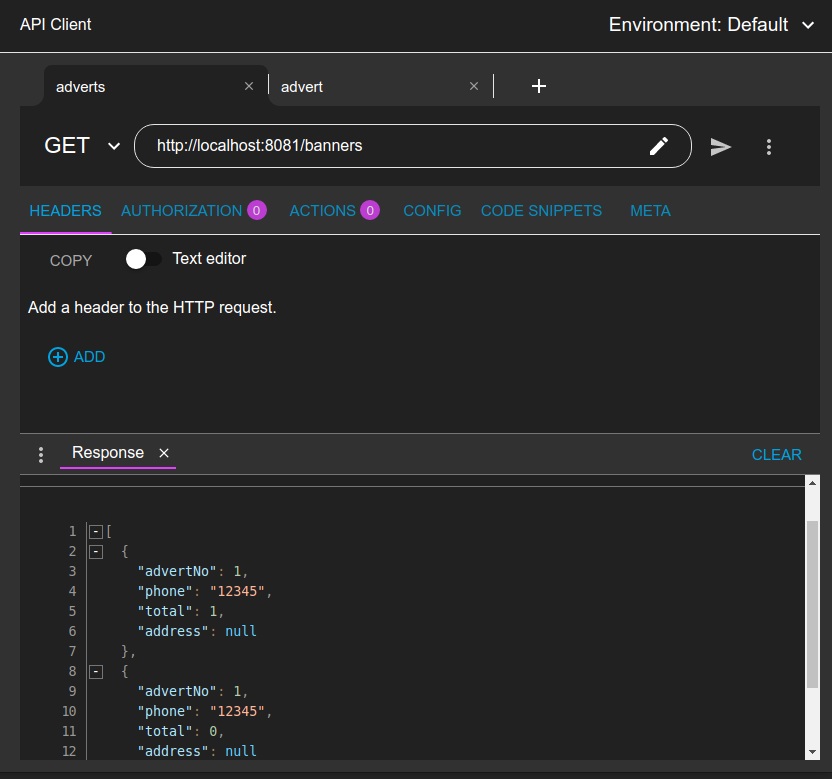 API Client
Environment: Default
adverts × advert × +
GET http://localhost:8081/banners
HEADERS AUTHORIZATION 0 ACTIONS 0 CONFIG CODE SNIPPETS META
COPY Text editor
Add a header to the HTTP request.
ADD
Response × CLEAR
1 - [
2 - {
3 "advertNo": 1,
4 "phone": "12345",
5 "total": 1,
6 "address": null
7 },
8 - {
9 "advertNo": 1,
10 "phone": "12345",
11 "total": 0,
12 "address": null